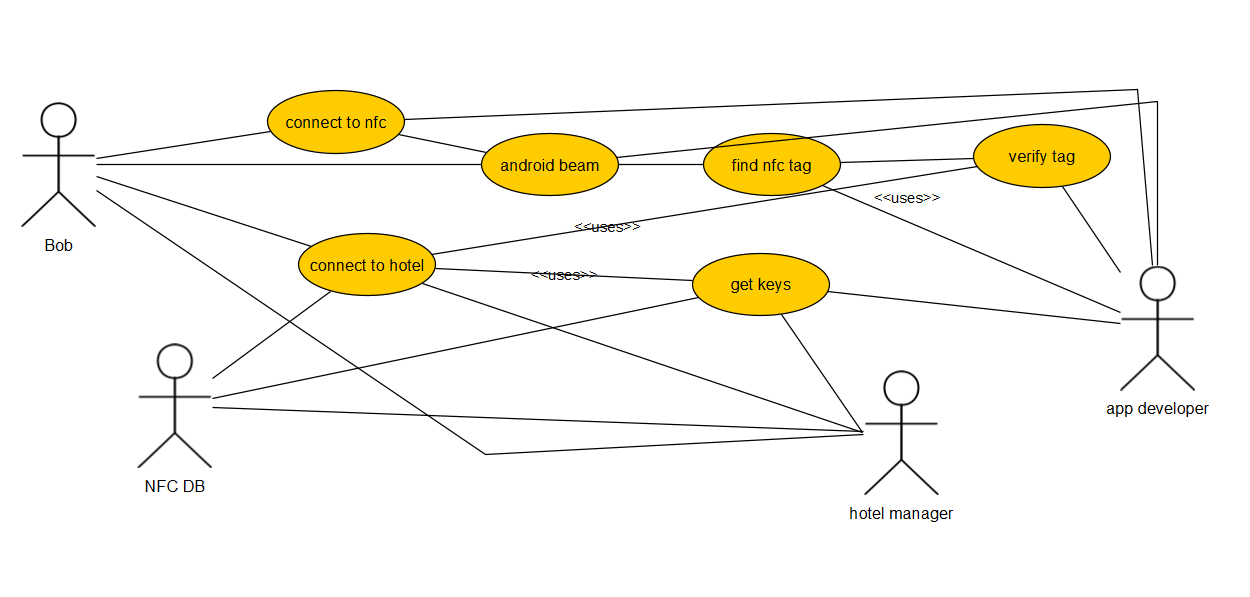 connect to nfc
android beam
find nfc tag
verify tag
<<uses>>
<<uses>>
Bob
connect to hotel
<<uses>>
get keys
app developer
NFC DB
hotel manager